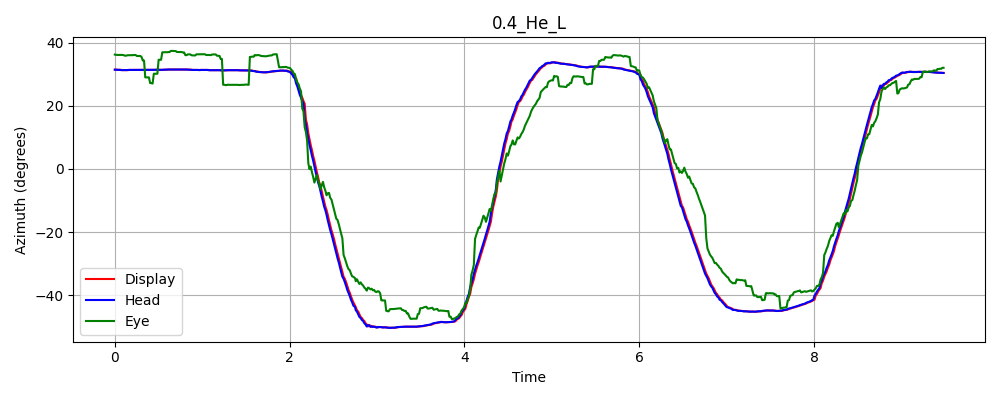 0.4_He_L
Azimuth (degrees)
40
20
0
−20
−40
Display
Head
Eye
0 2 4 6 8
Time